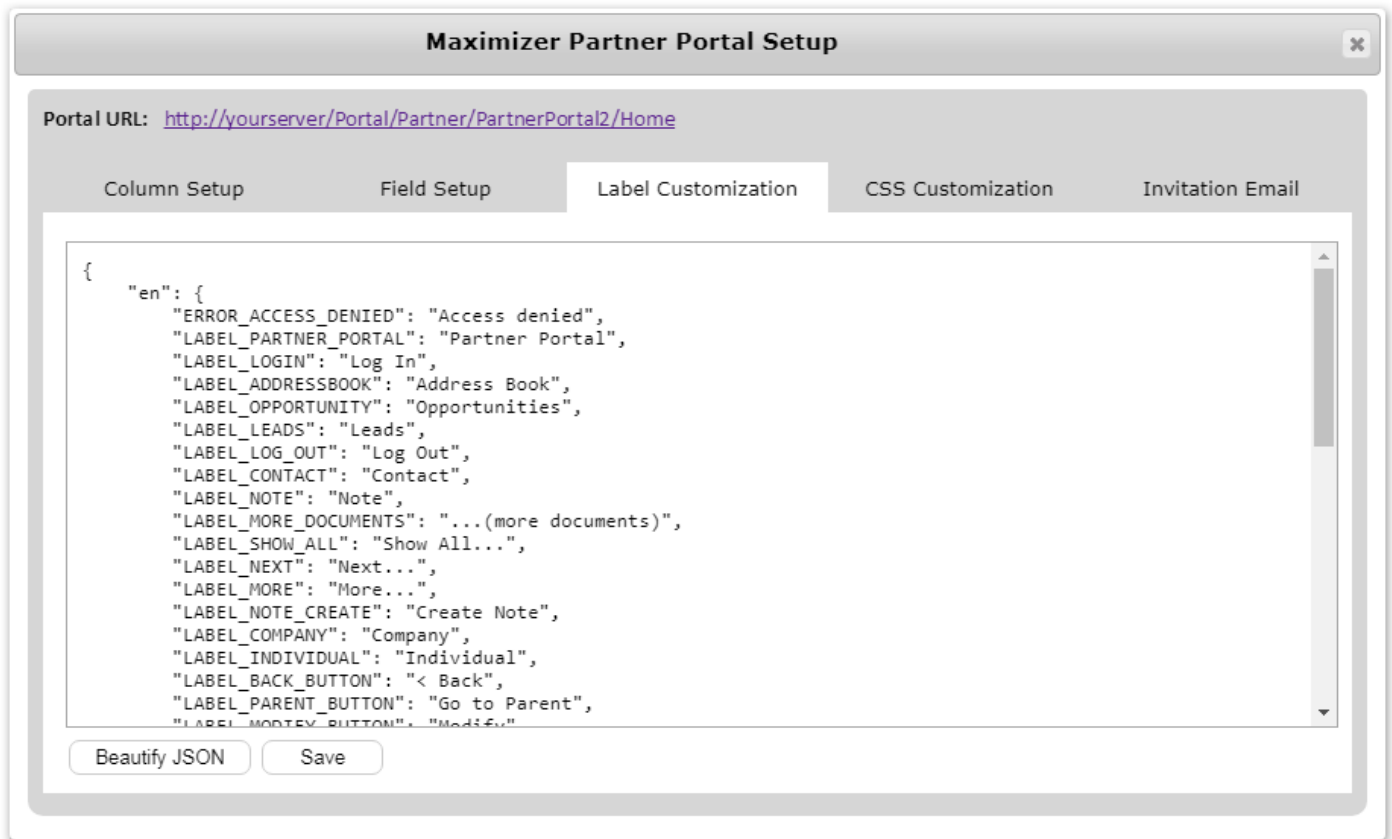 Maximizer Partner Portal Setup
Portal URL: http://yourserver/Portal/Partner/PartnerPortal2/Home
Column Setup Field Setup Label Customization CSS Customization Invitation Email
{
"en": {
"ERROR_ACCESS_DENIED": "Access denied",
"LABEL_PARTNER_PORTAL": "Partner Portal",
"LABEL_LOGIN": "Log In",
"LABEL_ADDRESSBOOK": "Address Book",
"LABEL_OPPORTUNITY": "Opportunities",
"LABEL_LEADS": "Leads",
"LABEL_LOG_OUT": "Log Out",
"LABEL_CONTACT": "Contact",
"LABEL_NOTE": "Note",
"LABEL_MORE_DOCUMENTS": "...(more documents)",
"LABEL_SHOW_ALL": "Show All...",
"LABEL_NEXT": "Next...",
"LABEL_MORE": "More...",
"LABEL_NOTE_CREATE": "Create Note",
"LABEL_COMPANY": "Company",
"LABEL_INDIVIDUAL": "Individual",
"LABEL_BACK_BUTTON": "< Back",
"LABEL_PARENT_BUTTON": "Go to Parent",
"LABEL_MODIFY_BUTTON": "Modify"
Beautify JSON Save